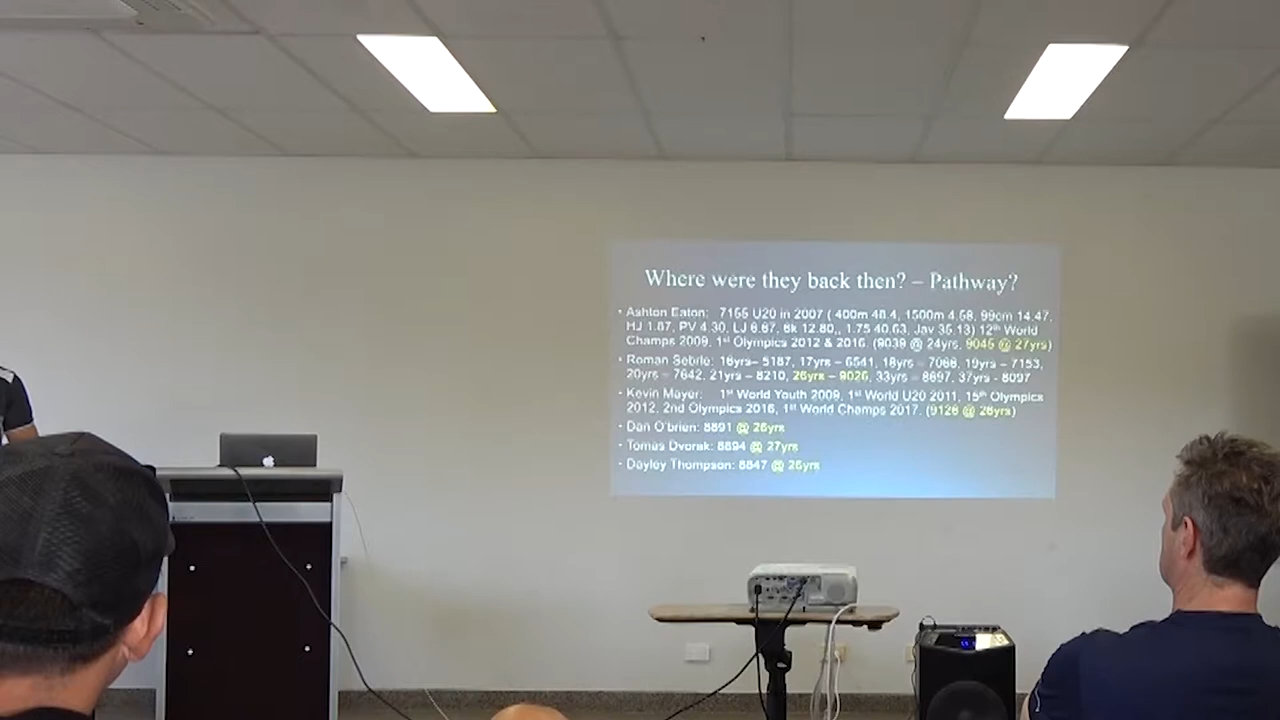 Where were they back then? – Pathway?
• Ashton Eaton: 7155 U20 in 2007 ( 400m 48.4, 1500m 4.58, 99cm 14.47,
HJ 1.87, PV 4.30, LJ 6.87, 6k 12.80,, 1.75 40.63, Jav 35.13) 12th World
Champs 2009, 1st Olympics 2012 & 2016. (9039 @ 24yrs, 9045 @ 27yrs)
• Roman Sebrle: 16yrs– 5187, 17yrs – 6541, 18yrs – 7066, 19yrs – 7153,
20yrs – 7642, 21yrs – 8210, 26yrs – 9026, 33yrs – 8697, 37yrs - 8097
• Kevin Mayer: 1st World Youth 2009, 1st World U20 2011, 15th Olympics
2012, 2nd Olympics 2016, 1st World Champs 2017. (9126 @ 26yrs)
• Dan O'brien: 8891 @ 26yrs
• Tomas Dvorak: 8894 @ 27yrs
• Dayley Thompson: 8847 @ 26yrs